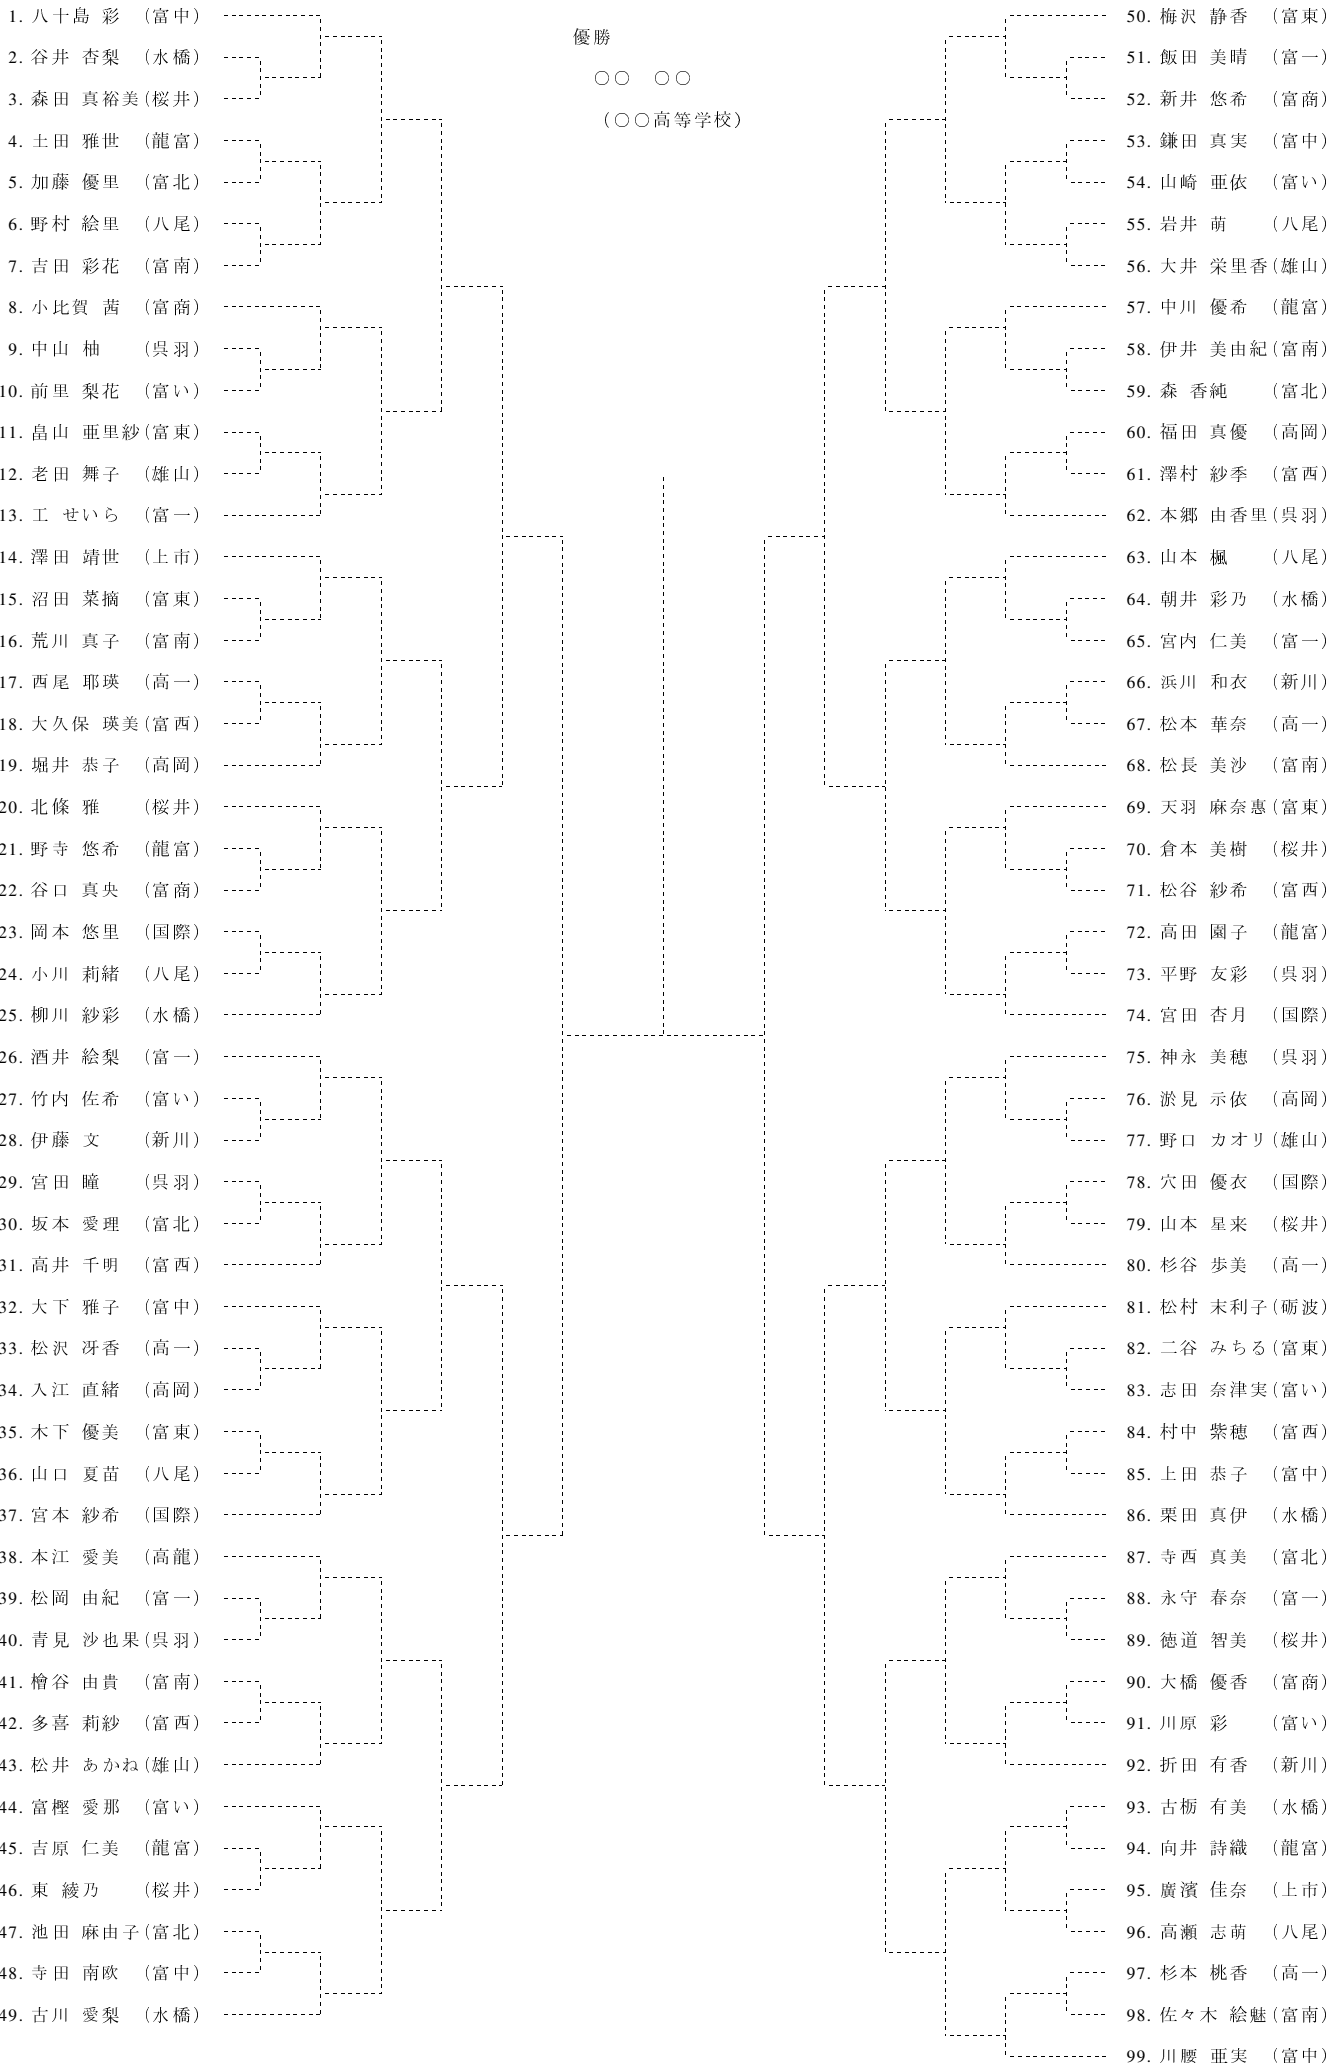 優勝
○○　○○
（○○高等学校）
1. 八十島 彩 （富中）
2. 谷井 杏梨 （水橋）
3. 森田 真裕美(桜井）
4. 土田 雅世 （龍富）
5. 加藤 優里 （富北）
6. 野村 絵里 （八尾）
7. 吉田 彩花 （富南）
8. 小比賀 茜 （富商）
9. 中山 柚 （呉羽）
10. 前里 梨花 （富い）
11. 畠山 亜里紗(富東）
12. 老田 舞子 （雄山）
13. 工 せいら （富一）
14. 澤田 靖世 （上市）
15. 沼田 菜摘 （富東）
16. 荒川 真子 （富南）
17. 西尾 耶瑛 （高一）
18. 大久保 瑛美(富西）
19. 堀井 恭子 （高岡）
20. 北條 雅 （桜井）
21. 野寺 悠希 （龍富）
22. 谷口 真央 （富商）
23. 岡本 悠里 （国際）
24. 小川 莉緒 （八尾）
25. 柳川 紗彩 （水橋）
26. 酒井 絵梨 （富一）
27. 竹内 佐希 （富い）
28. 伊藤 文 （新川）
29. 宮田 瞳 （呉羽）
30. 坂本 愛理 （富北）
31. 高井 千明 （富西）
32. 大下 雅子 （富中）
33. 松沢 冴香 （高一）
34. 入江 直緒 （高岡）
35. 木下 優美 （富東）
36. 山口 夏苗 （八尾）
37. 宮本 紗希 （国際）
38. 本江 愛美 （高龍）
39. 松岡 由紀 （富一）
40. 青見 沙也果(呉羽）
41. 檜谷 由貴 （富南）
42. 多喜 莉紗 （富西）
43. 松井 あかね(雄山）
44. 富樫 愛那 （富い）
45. 吉原 仁美 （龍富）
46. 東 綾乃 （桜井）
47. 池田 麻由子(富北）
48. 寺田 南欧 （富中）
49. 古川 愛梨 （水橋）
50. 梅沢 静香 （富東）
51. 飯田 美晴 （富一）
52. 新井 悠希 （富商）
53. 鎌田 真実 （富中）
54. 山崎 亜依 （富い）
55. 岩井 萌 （八尾）
56. 大井 栄里香(雄山）
57. 中川 優希 （龍富）
58. 伊井 美由紀(富南）
59. 森 香純 （富北）
60. 福田 真優 （高岡）
61. 澤村 紗季 （富西）
62. 本郷 由香里(呉羽）
63. 山本 楓 （八尾）
64. 朝井 彩乃 （水橋）
65. 宮内 仁美 （富一）
66. 浜川 和衣 （新川）
67. 松本 華奈 （高一）
68. 松長 美沙 （富南）
69. 天羽 麻奈惠(富東）
70. 倉本 美樹 （桜井）
71. 松谷 紗希 （富西）
72. 高田 園子 （龍富）
73. 平野 友彩 （呉羽）
74. 宮田 杏月 （国際）
75. 神永 美穂 （呉羽）
76. 淤見 示依 （高岡）
77. 野口 カオリ(雄山）
78. 穴田 優衣 （国際）
79. 山本 星来 （桜井）
80. 杉谷 歩美 （高一）
81. 松村 末利子(砺波）
82. 二谷 みちる(富東）
83. 志田 奈津実(富い）
84. 村中 紫穂 （富西）
85. 上田 恭子 （富中）
86. 栗田 真伊 （水橋）
87. 寺西 真美 （富北）
88. 永守 春奈 （富一）
89. 徳道 智美 （桜井）
90. 大橋 優香 （富商）
91. 川原 彩 （富い）
92. 折田 有香 （新川）
93. 古栃 有美 （水橋）
94. 向井 詩織 （龍富）
95. 廣濱 佳奈 （上市）
96. 高瀬 志萌 （八尾）
97. 杉本 桃香 （高一）
98. 佐々木 絵魅(富南）
99. 川腰 亜実 （富中）